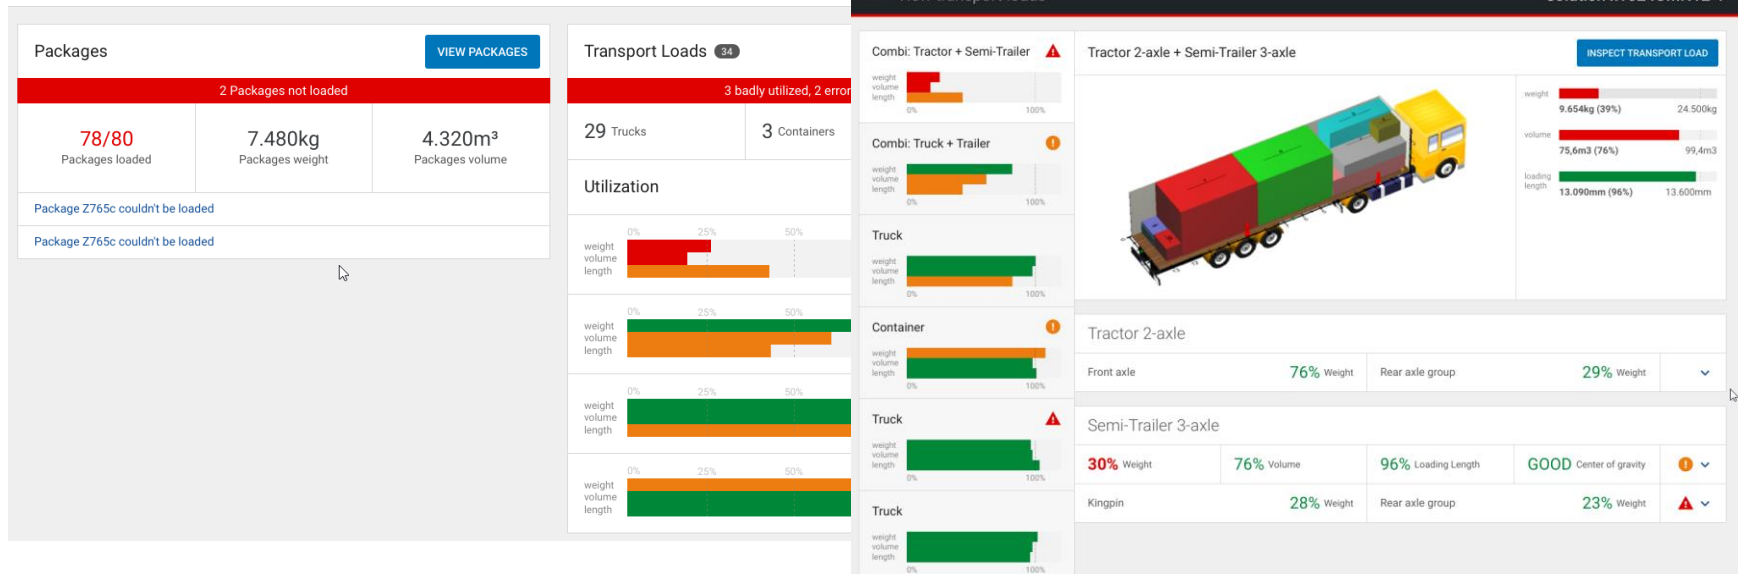 Packages
VIEW PACKAGES
2 Packages not loaded
78/80
Packages loaded
7.480kg
Packages weight
4.320m³
Packages volume
Package Z765c couldn't be loaded
Package Z765c couldn't be loaded
Transport Loads 34
3 badly utilized, 2 error
29 Trucks
3 Containers
Utilization
0% 25% 50%
weight
volume
length
0% 25% 50%
weight
volume
length
0% 25% 50%
weight
volume
length
0% 25% 50%
weight
volume
length
Combi: Tractor + Semi-Trailer
weight
volume
length
0% 100%
Combi: Truck + Trailer
weight
volume
length
0% 100%
Truck
weight
volume
length
0% 100%
Container
weight
volume
length
0% 100%
Truck
weight
volume
length
0% 100%
Truck
weight
volume
length
0% 100%
Tractor 2-axle + Semi-Trailer 3-axle
INSPECT TRANSPORT LOAD
weight
9.654kg (39%) 24.500kg
volume
75,6m3 (76%) 99,4m3
loading
length
13.090mm (96%) 13.600mm
Tractor 2-axle
Front axle 76% Weight
Rear axle group 29% Weight
Semi-Trailer 3-axle
30% Weight
76% Volume
96% Loading Length
GOOD Center of gravity
Kingpin 28% Weight
Rear axle group 23% Weight